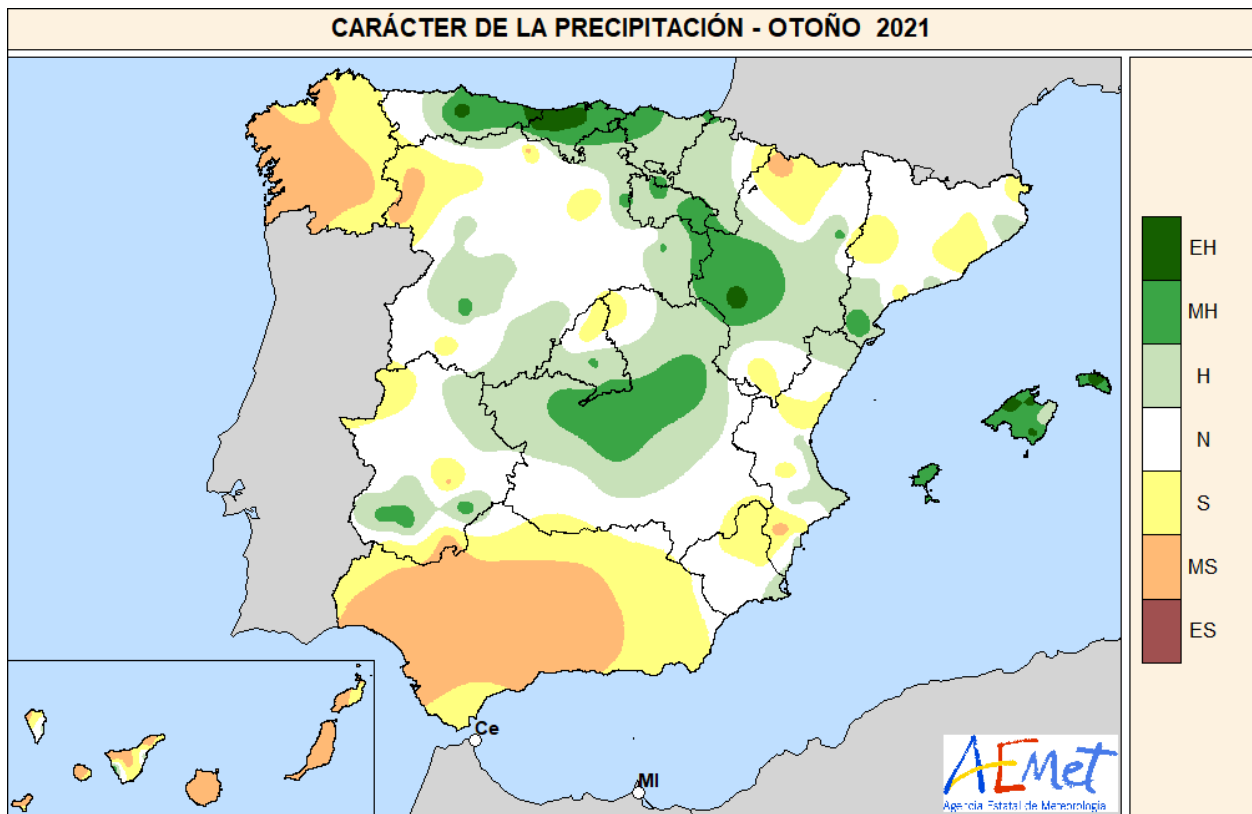 CARÁCTER DE LA PRECIPITACIÓN - OTOÑO 2021
EH
MH
H
N
S
MS
ES
Ce
Ml
AEMet
Agencia Estatal de Meteorología